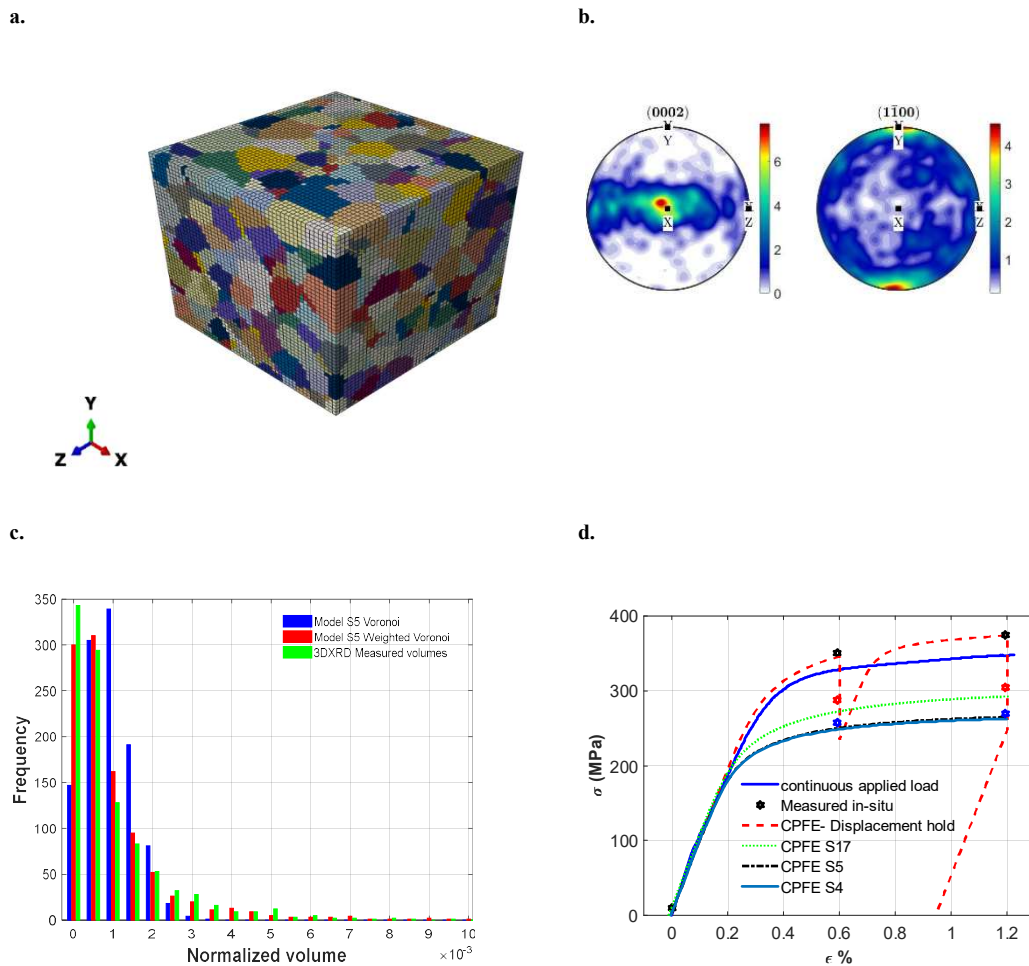 a.
b.
(0002)
Y
Y
X
Y
Z
6
4
2
0
(11̄00)
Y
Y
X
Y
Z
4
3
2
1
Y
Z
X
c.
d.
350
300
250
200
150
100
50
0
Frequency
Model S5 Voronoi
Model S5 Weighted Voronoi
3DXRD Measured volumes
0 1 2 3 4 5 6 7 8 9 10
Normalized volume
×10⁻³
400
300
200
100
0
σ (MPa)
continuous applied load
Measured in-situ
CPFE- Displacement hold
CPFE S17
CPFE S5
CPFE S4
0 0.2 0.4 0.6 0.8 1 1.2
ϵ %